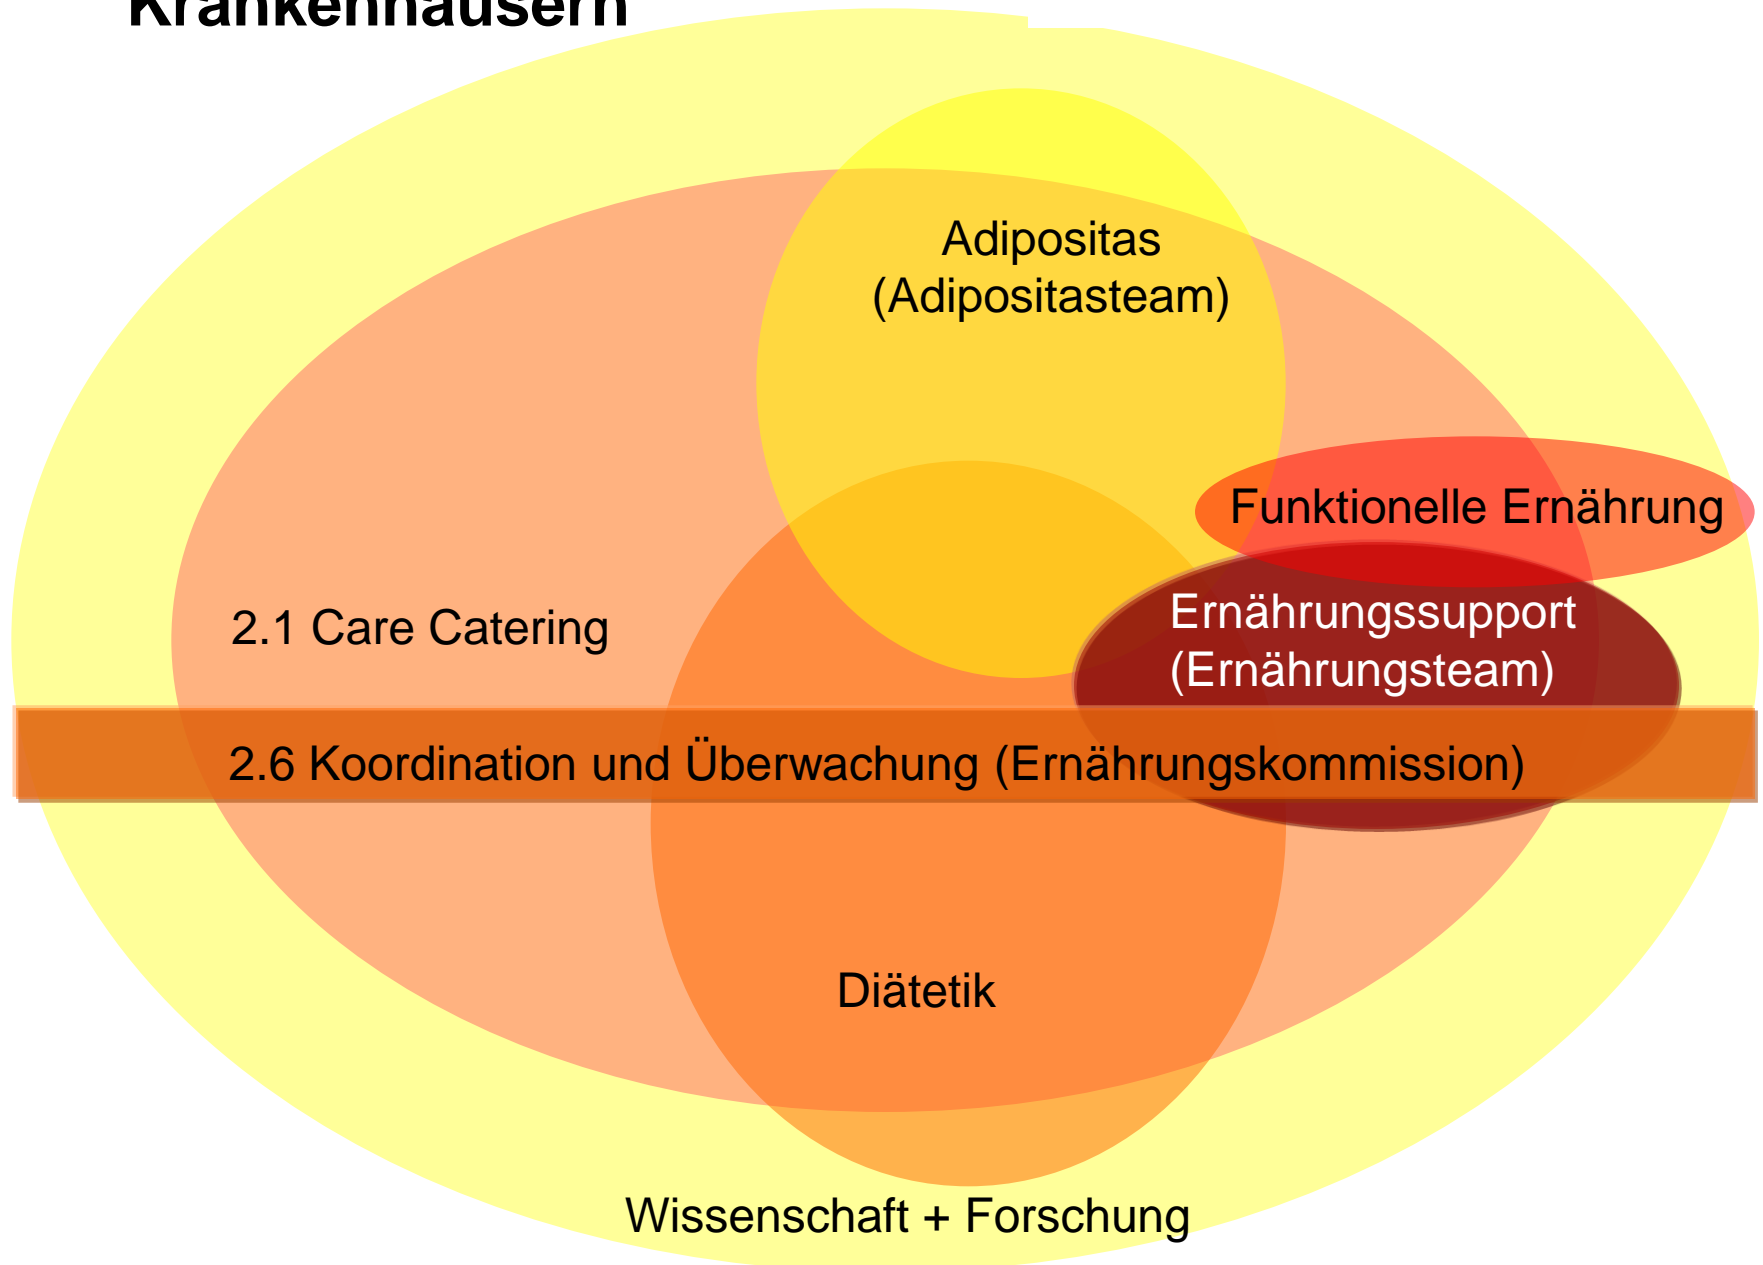 Krankenhäusern
Adipositas
(Adipositasteam)
Funktionelle Ernährung
Ernährungssupport
(Ernährungsteam)
2.1 Care Catering
2.6 Koordination und Überwachung (Ernährungskommission)
Diätetik
Wissenschaft + Forschung